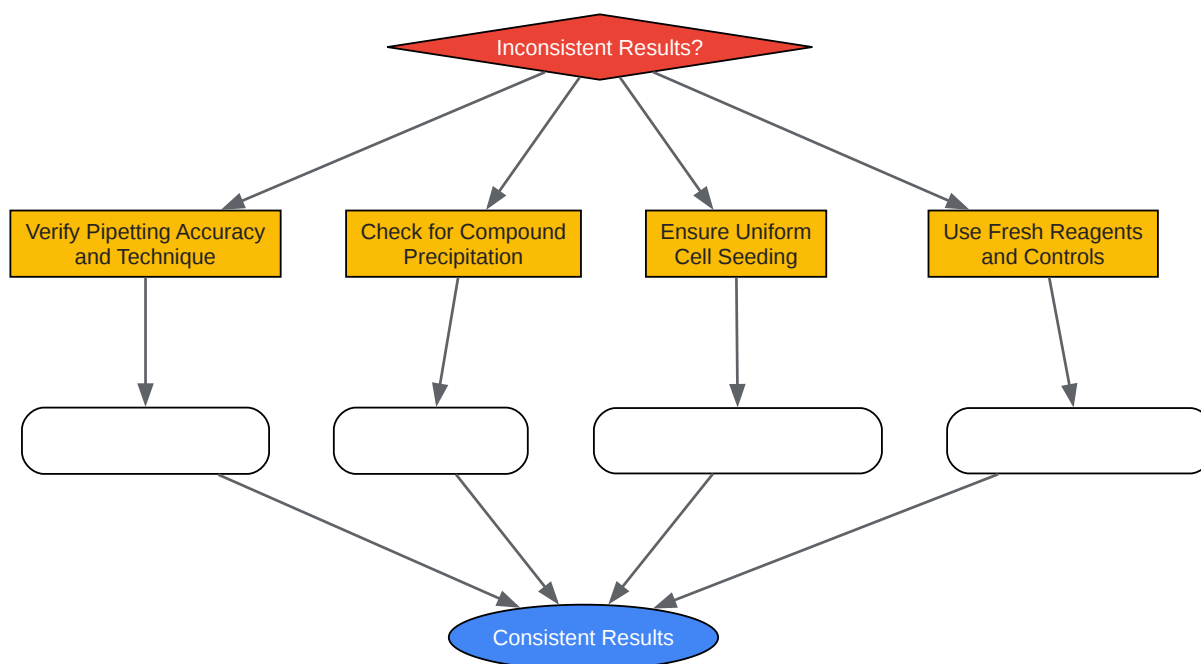 Inconsistent Results?
Verify Pipetting Accuracy
and Technique
Check for Compound
Precipitation
Ensure Uniform
Cell Seeding
Use Fresh Reagents
and Controls
Consistent Results